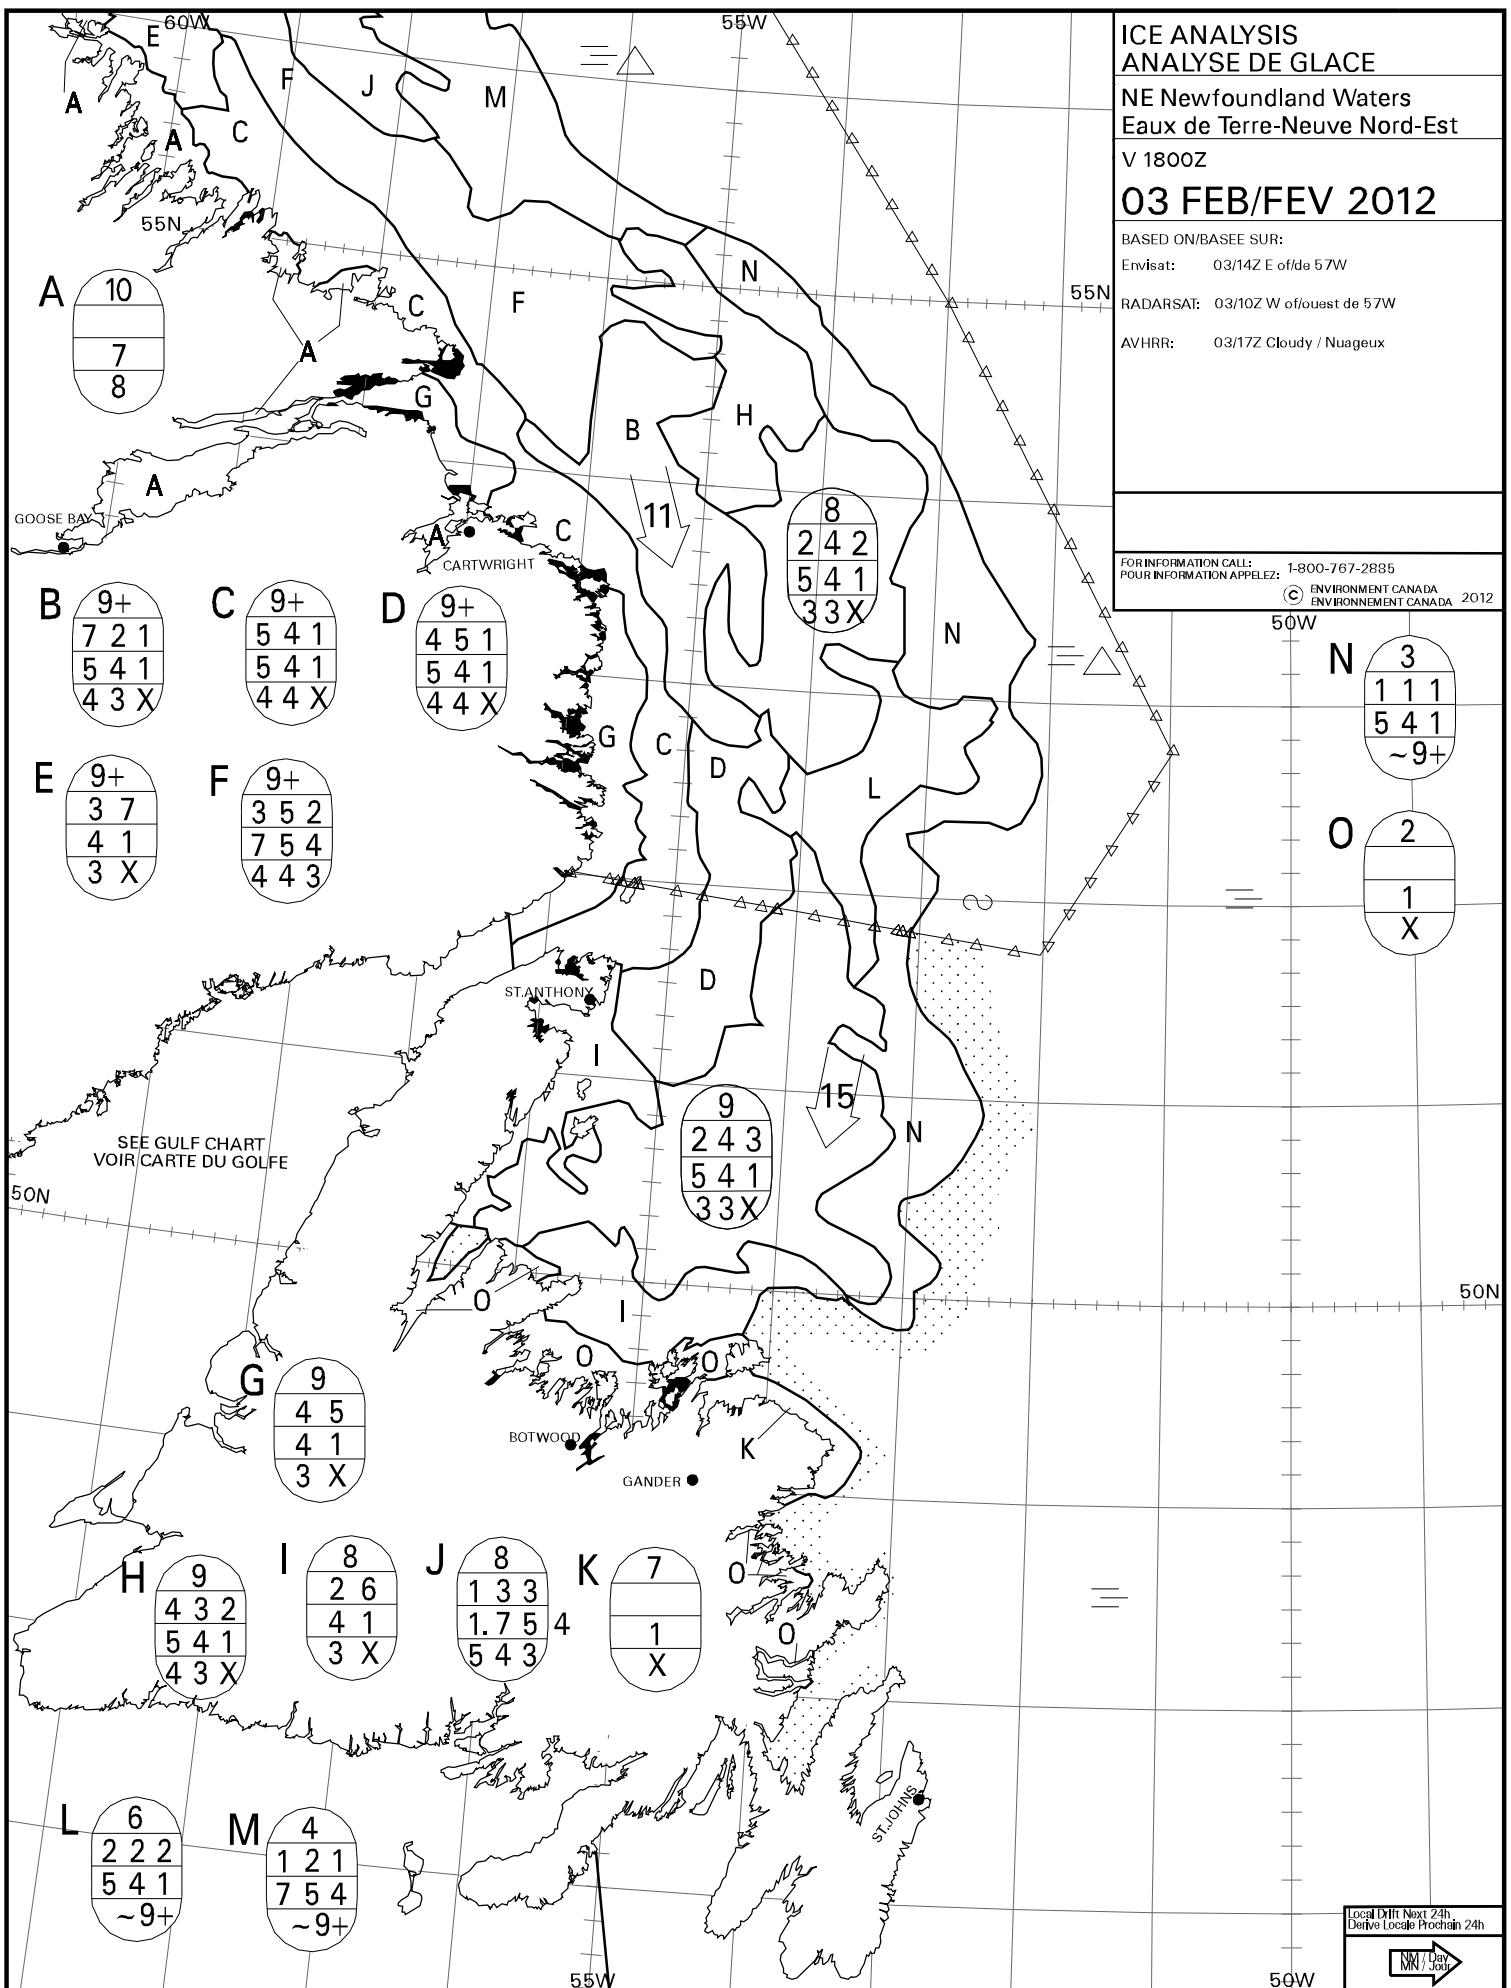 ICE ANALYSIS
ANALYSE DE GLACE
NE Newfoundland Waters
Eaux de Terre-Neuve Nord-Est
V 1800Z
03 FEB/FEV 2012
BASED ON/BASEE SUR:
Envisat: 03/14Z E of/de 57W
RADARSAT: 03/10Z W of/ouest de 57W
AVHRR: 03/17Z Cloudy / Nuageux
FOR INFORMATION CALL:
POUR INFORMATION APPELEZ: 1-800-767-2885
© ENVIRONMENT CANADA
ENVIRONNEMENT CANADA 2012
60W
55W
E
F
J
M
A
A
C
55N
N
55N
F
C
A
10
7
8
A
G
B
H
A
GOOSE BAY
11
8
2 4 2
5 4 1
3 3 X
A
CARTWRIGHT
C
B
9+
7 2 1
5 4 1
4 3 X
C
9+
5 4 1
5 4 1
4 4 X
D
9+
4 5 1
5 4 1
4 4 X
N
50W
N
3
1 1 1
5 4 1
~9+
G
C
D
L
E
9+
3 7
4 1
3 X
F
9+
3 5 2
7 5 4
4 4 3
O
2
1
X
D
ST.ANTHONY
I
15
9
2 4 3
5 4 1
3 3 X
N
SEE GULF CHART
VOIR CARTE DU GOLFE
50N
50N
O
I
O
O
G
9
4 5
4 1
3 X
BOTWOOD
K
GANDER
H
9
4 3 2
5 4 1
4 3 X
I
8
2 6
4 1
3 X
J
8
1 3 3
1. 7 5 4
5 4 3
K
7
1
X
O
O
L
6
2 2 2
5 4 1
~9+
M
4
1 2 1
7 5 4
~9+
ST.JOHNS
55W
50W
Local Drift Next 24h
Derive Locale Prochain 24h
NM / Day
MN / Jour